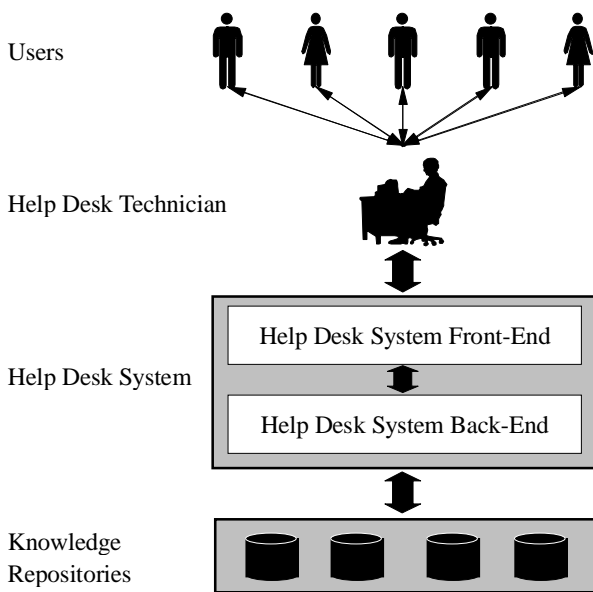 Users
Help Desk Technician
Help Desk System Front-End
Help Desk System
Help Desk System Back-End
Knowledge
Repositories